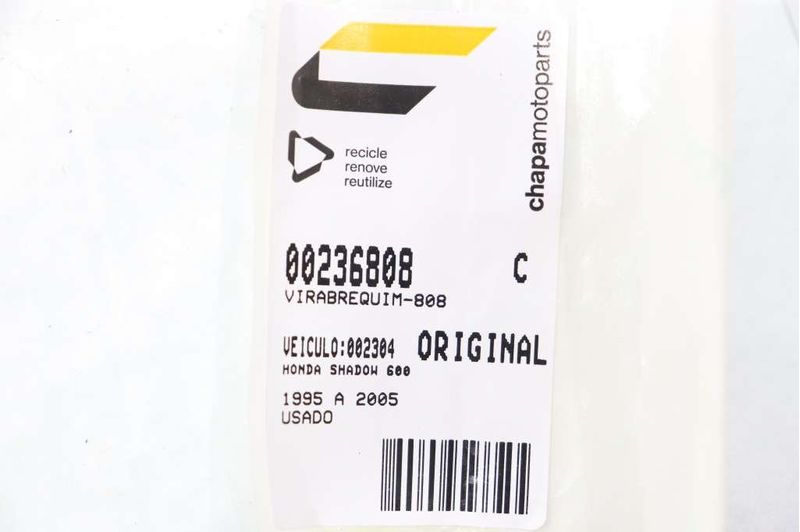 chapamotoparts
recicle
renove
reutilize
00236808 C
VIRABREQUIM-808
VEICULO:002304 ORIGINAL
HONDA SHADOW 600
1995 A 2005
USADO